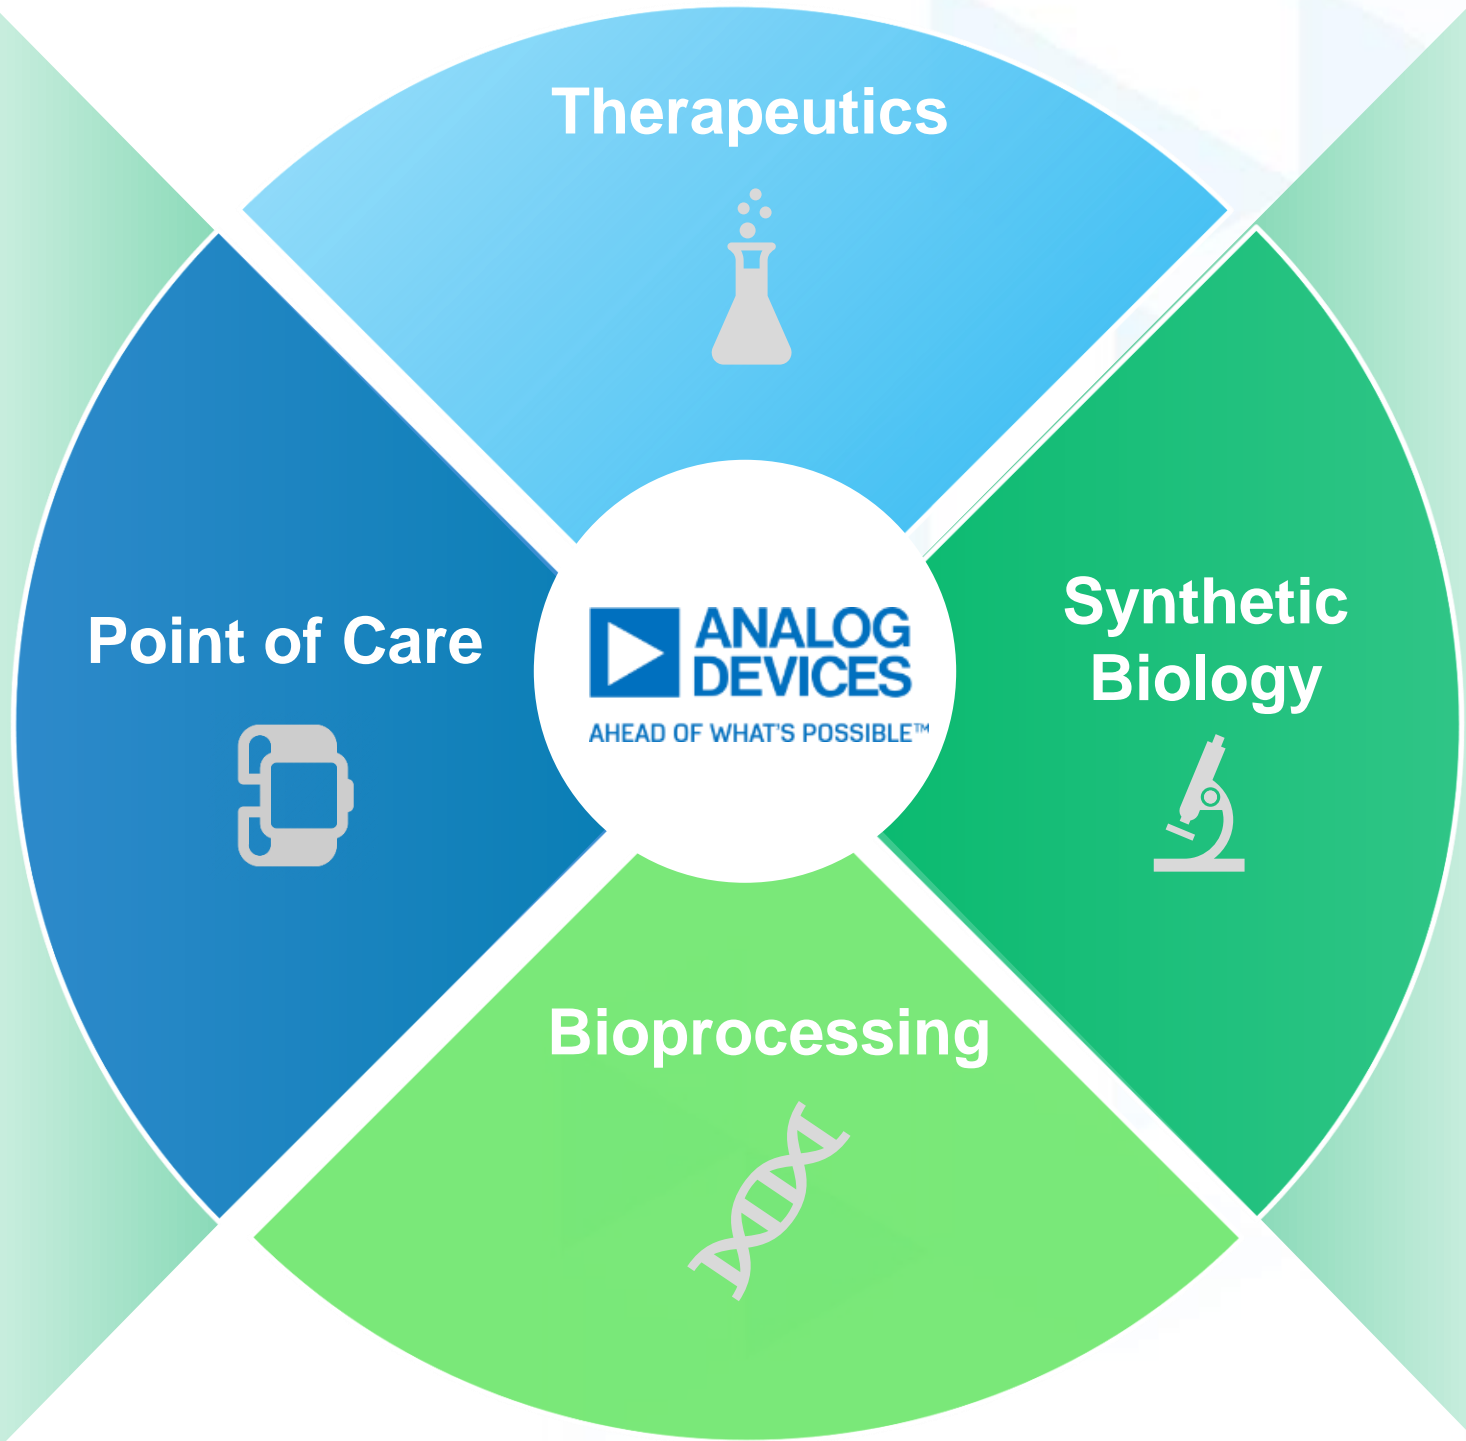 Therapeutics
Point of Care
ANALOG
DEVICES
AHEAD OF WHAT'S POSSIBLE™
Synthetic
Biology
Bioprocessing